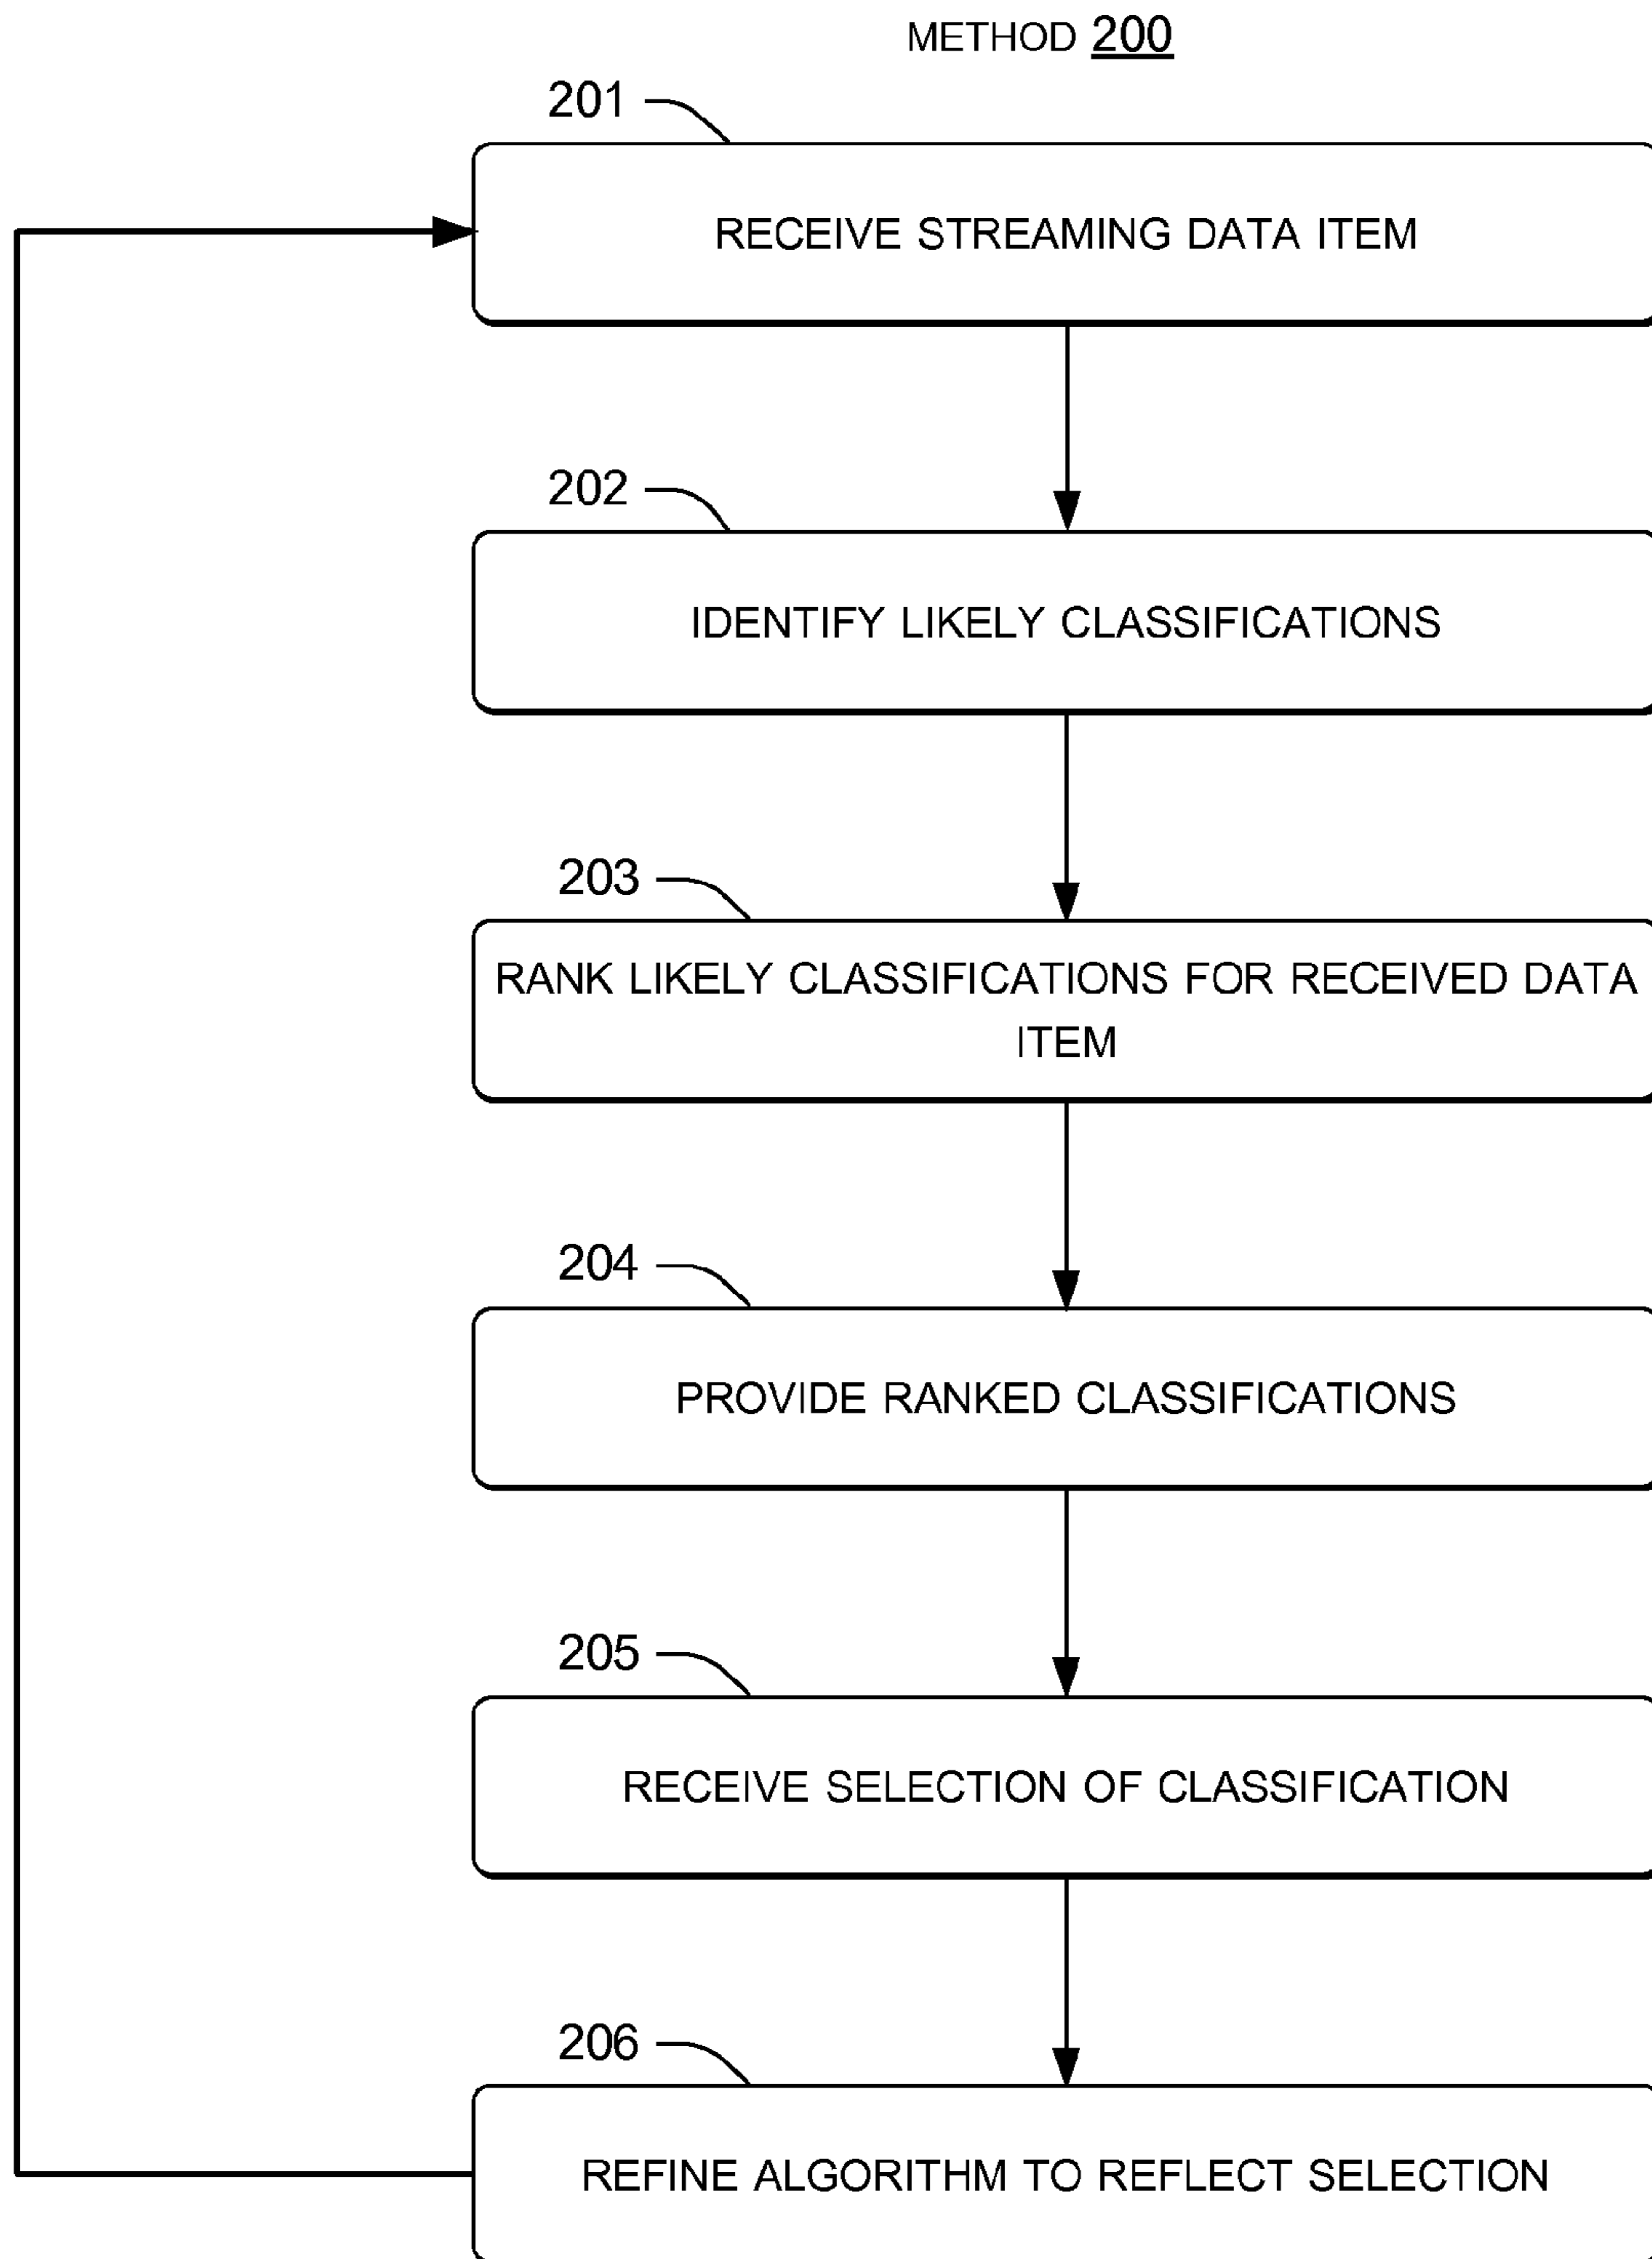 METHOD 200
201
RECEIVE STREAMING DATA ITEM
202
IDENTIFY LIKELY CLASSIFICATIONS
203
RANK LIKELY CLASSIFICATIONS FOR RECEIVED DATA
ITEM
204
PROVIDE RANKED CLASSIFICATIONS
205
RECEIVE SELECTION OF CLASSIFICATION
206
REFINE ALGORITHM TO REFLECT SELECTION